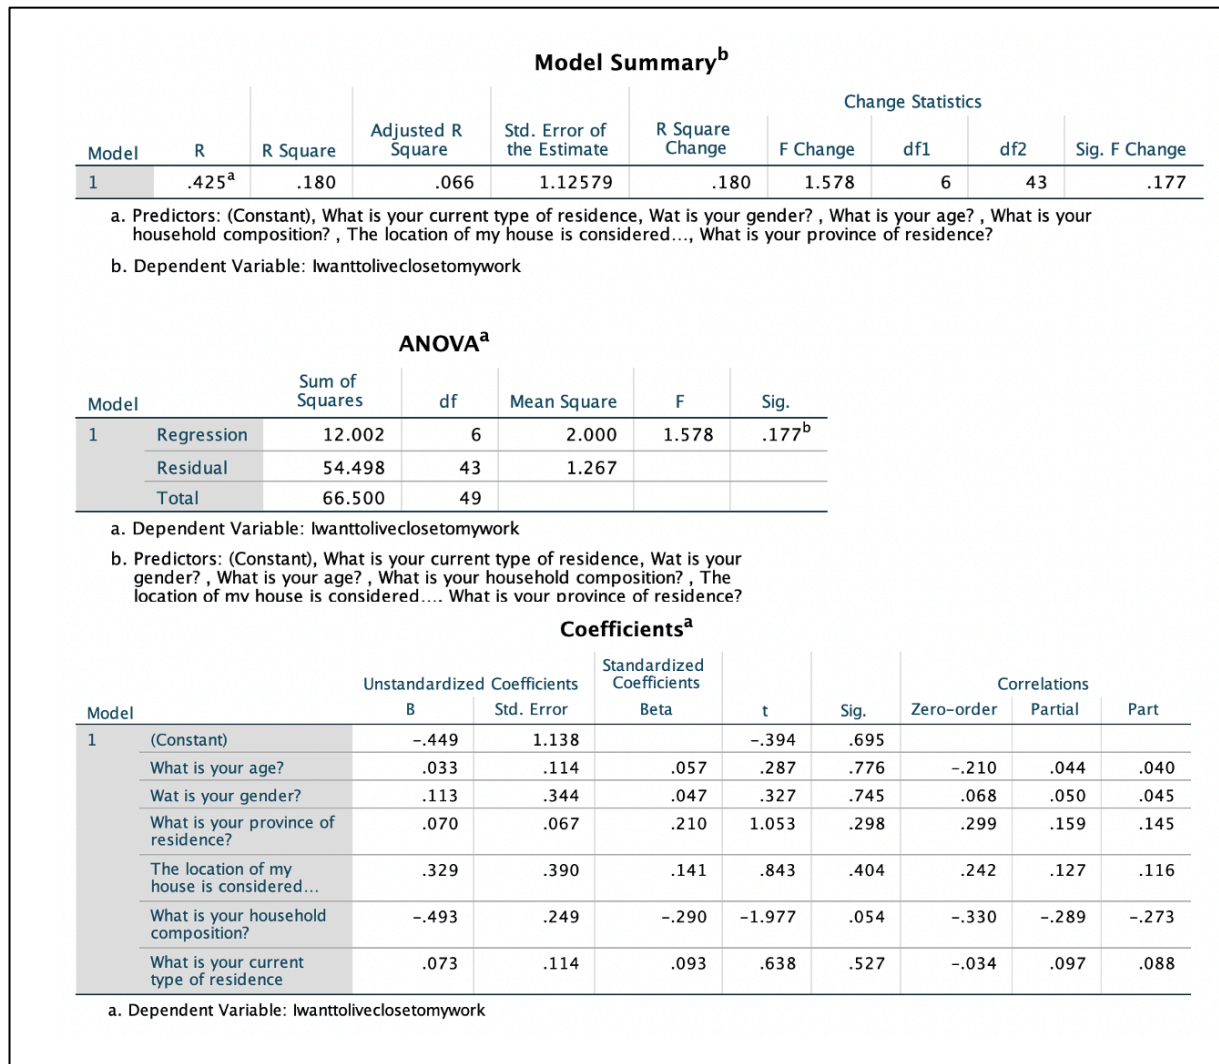 Model Summaryb
Change Statistics
Model R R Square Adjusted R Square Std. Error of the Estimate R Square Change F Change df1 df2 Sig. F Change
1 .425a .180 .066 1.12579 .180 1.578 6 43 .177
a. Predictors: (Constant), What is your current type of residence, Wat is your gender? , What is your age? , What is your
household composition? , The location of my house is considered..., What is your province of residence?
b. Dependent Variable: Iwanttoliveclosetomywork
ANOVAa
Model Sum of Squares df Mean Square F Sig.
1 Regression 12.002 6 2.000 1.578 .177b
Residual 54.498 43 1.267
Total 66.500 49
a. Dependent Variable: Iwanttoliveclosetomywork
b. Predictors: (Constant), What is your current type of residence, Wat is your
gender? , What is your age? , What is your household composition? , The
location of my house is considered..., What is your province of residence?
Coefficientsa
Unstandardized Coefficients Standardized Coefficients Correlations
Model B Std. Error Beta t Sig. Zero-order Partial Part
1 (Constant) -.449 1.138 -.394 .695
What is your age? .033 .114 .057 .287 .776 -.210 .044 .040
Wat is your gender? .113 .344 .047 .327 .745 .068 .050 .045
What is your province of residence? .070 .067 .210 1.053 .298 .299 .159 .145
The location of my house is considered... .329 .390 .141 .843 .404 .242 .127 .116
What is your household composition? -.493 .249 -.290 -1.977 .054 -.330 -.289 -.273
What is your current type of residence .073 .114 .093 .638 .527 -.034 .097 .088
a. Dependent Variable: Iwanttoliveclosetomywork